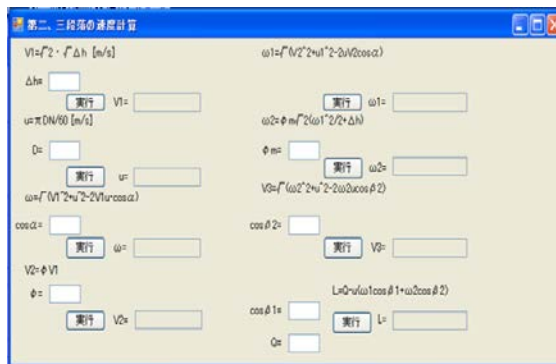 第二、三段落の速度計算
V1=√2・√Δh [m/s]
Δh=
実行 V1=
u=πDN/60 [m/s]
D=
実行 u=
ω=√(V1^2+u^2-2V1u・cosα)
cosα=
実行 ω=
V2=φV1
φ=
実行 V2=
ω1=√(V2^2+u1^2-2uV2cosα)
実行 ω1=
ω2=φm√2(ω1^2/2+Δh)
φm=
実行 ω2=
V3=√(ω2^2+u^2-2ω2ucosβ2)
cosβ2=
実行 V3=
L=Q-u(ω1cosβ1+ω2cosβ2)
cosβ1=
実行 L=
Q=